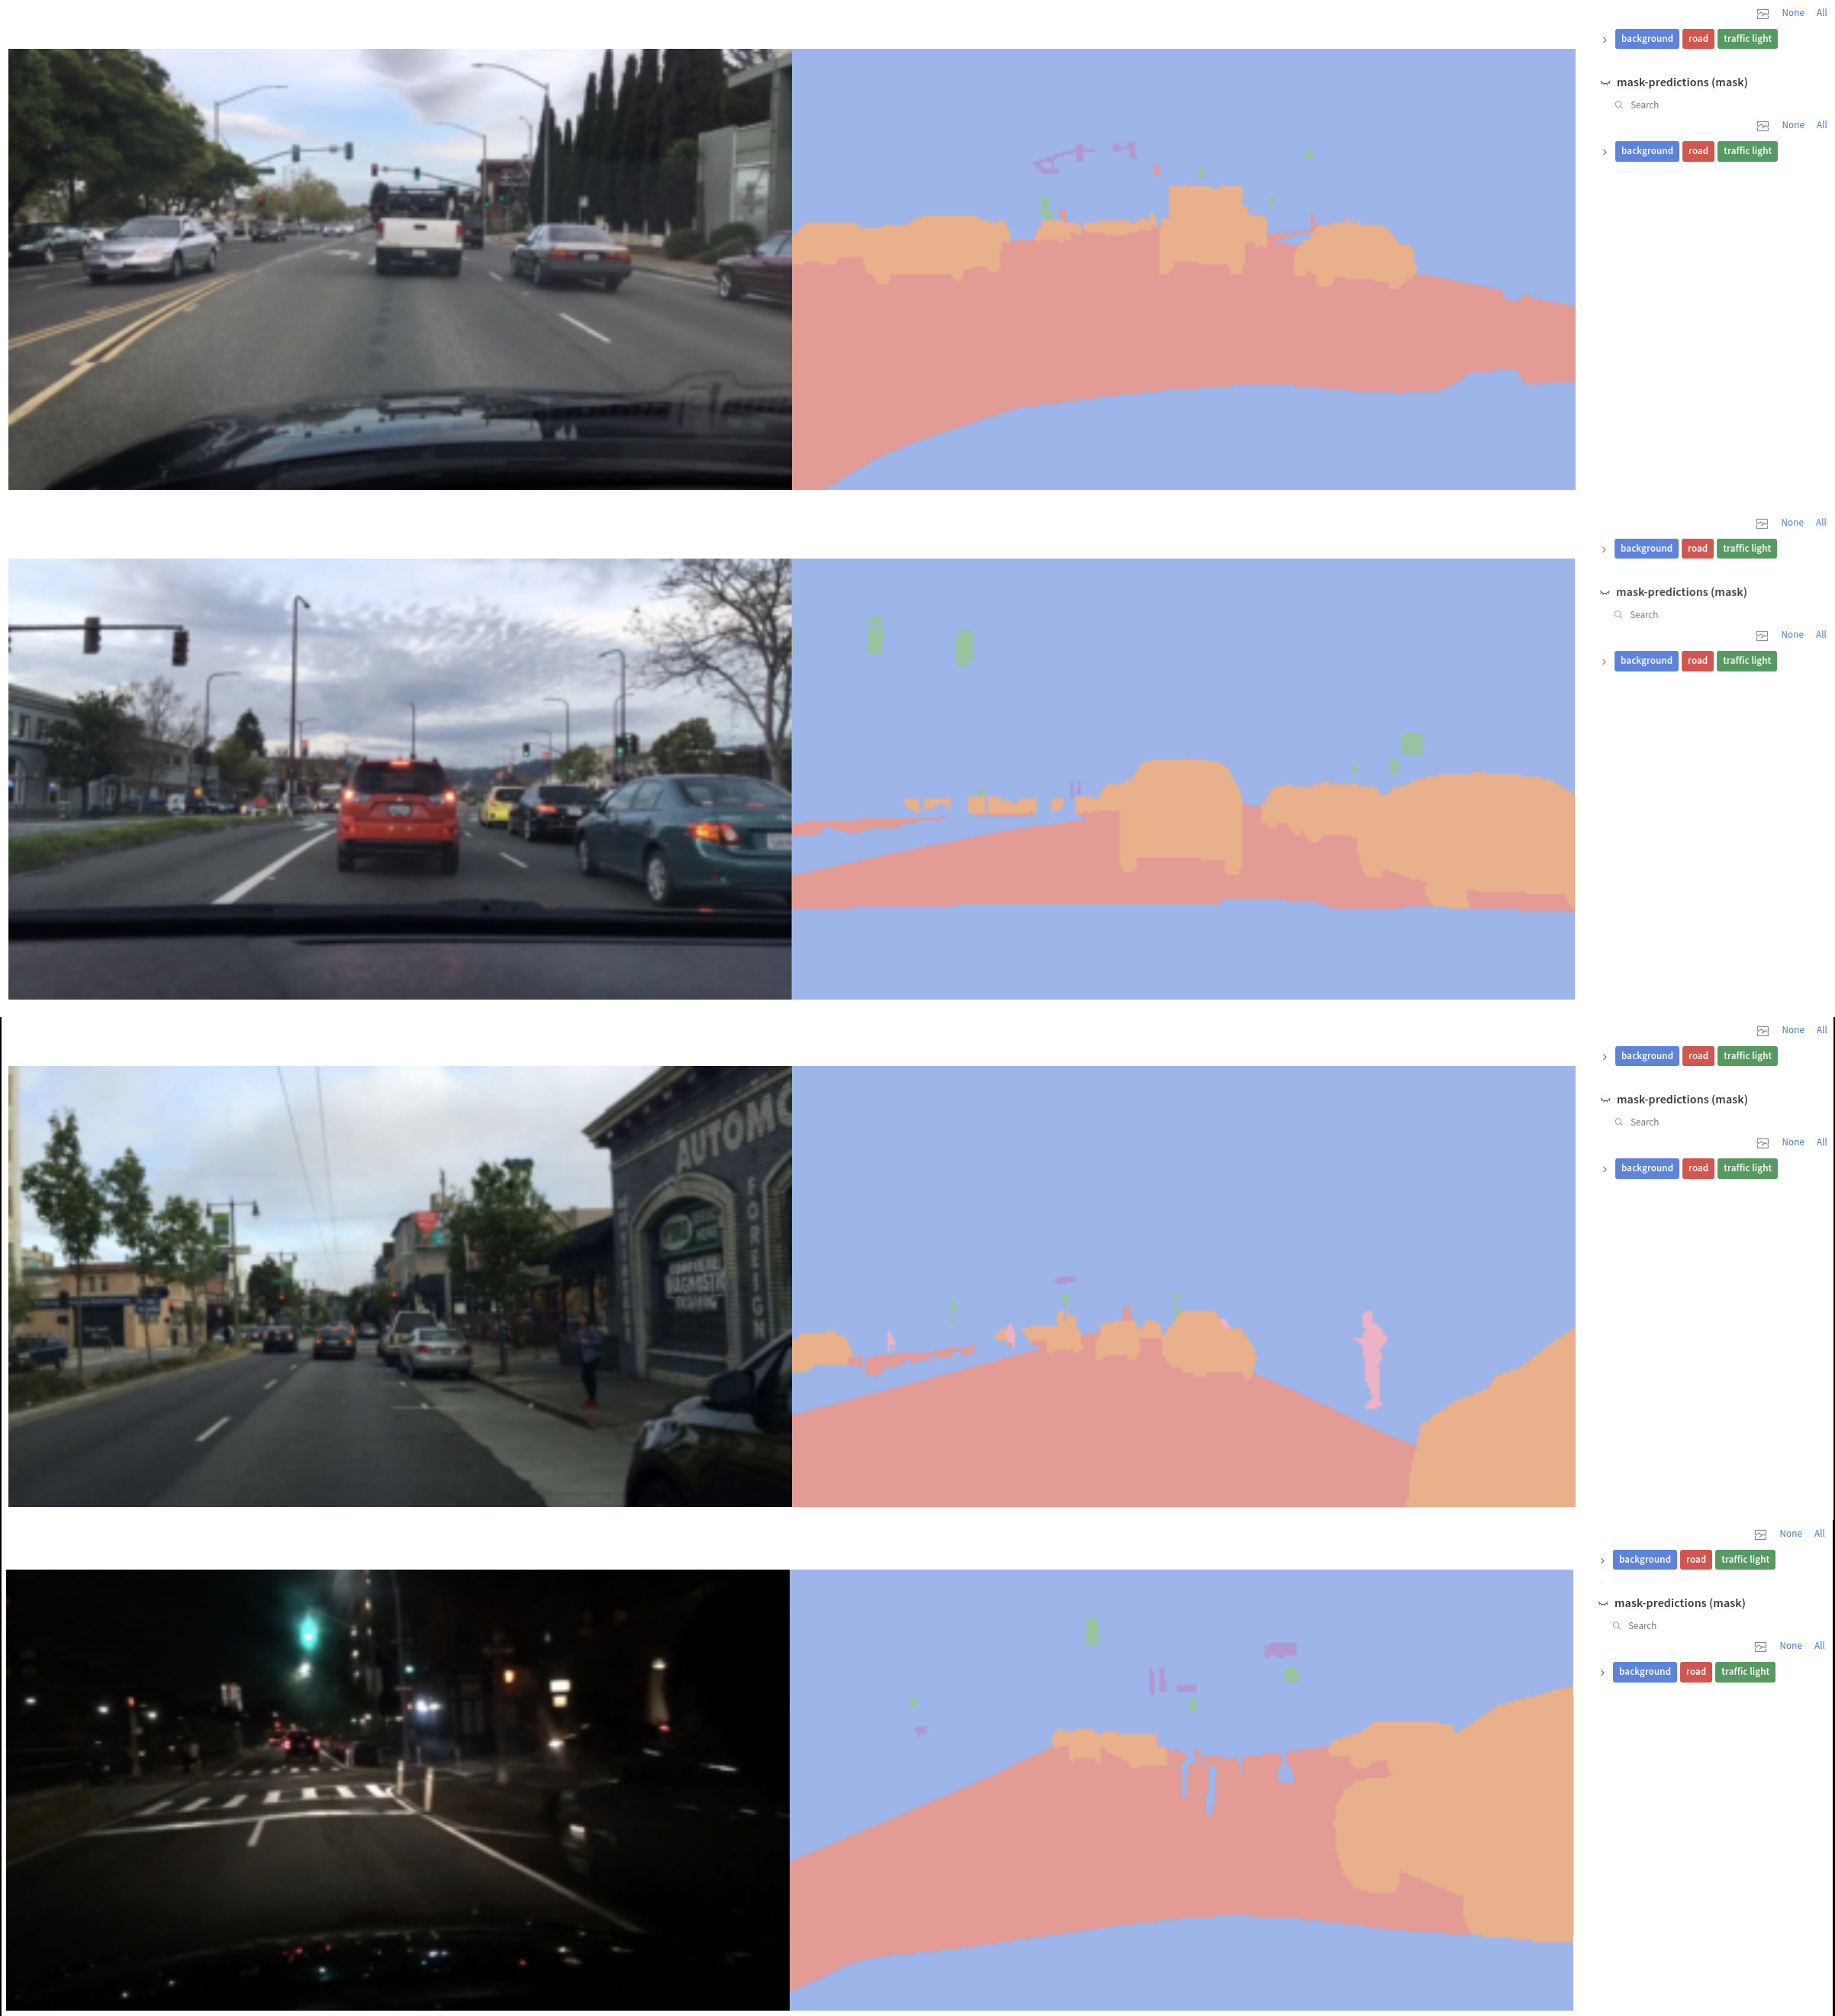 None All
background road traffic light
mask-predictions (mask)
Search
None All
background road traffic light
None All
background road traffic light
mask-predictions (mask)
Search
None All
background road traffic light
AUTOMO
FOREIGN
DIAGNOSTIC
None All
background road traffic light
mask-predictions (mask)
Search
None All
background road traffic light
None All
background road traffic light
mask-predictions (mask)
Search
None All
background road traffic light